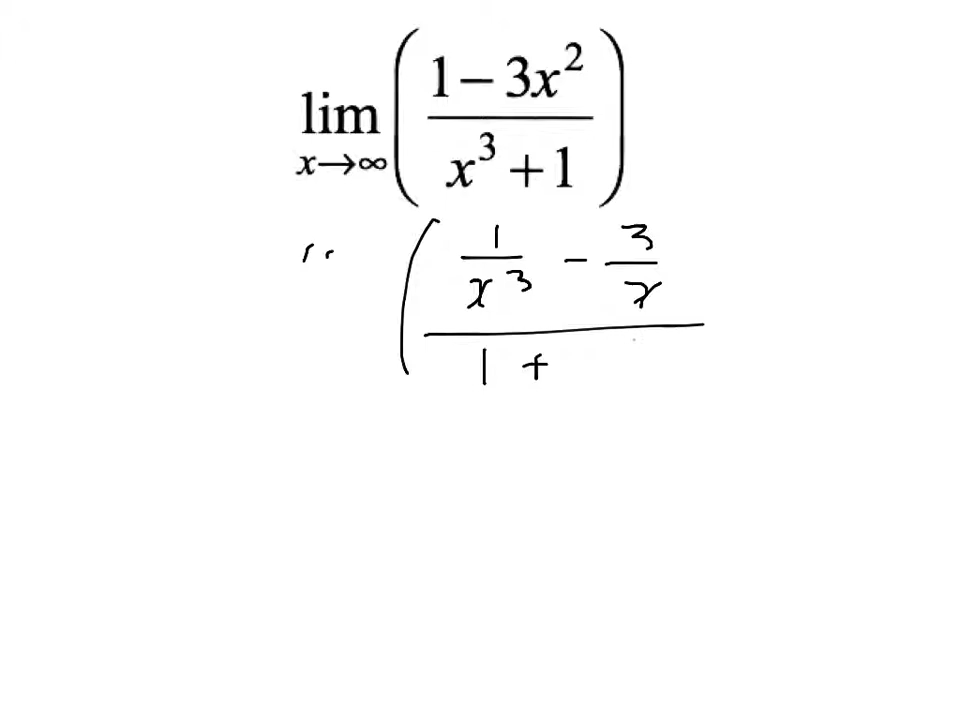 lim x→∞ ( (1 − 3x²) / (x³ + 1) )
" ( ( 1/x³ − 3/x ) / ( 1 +